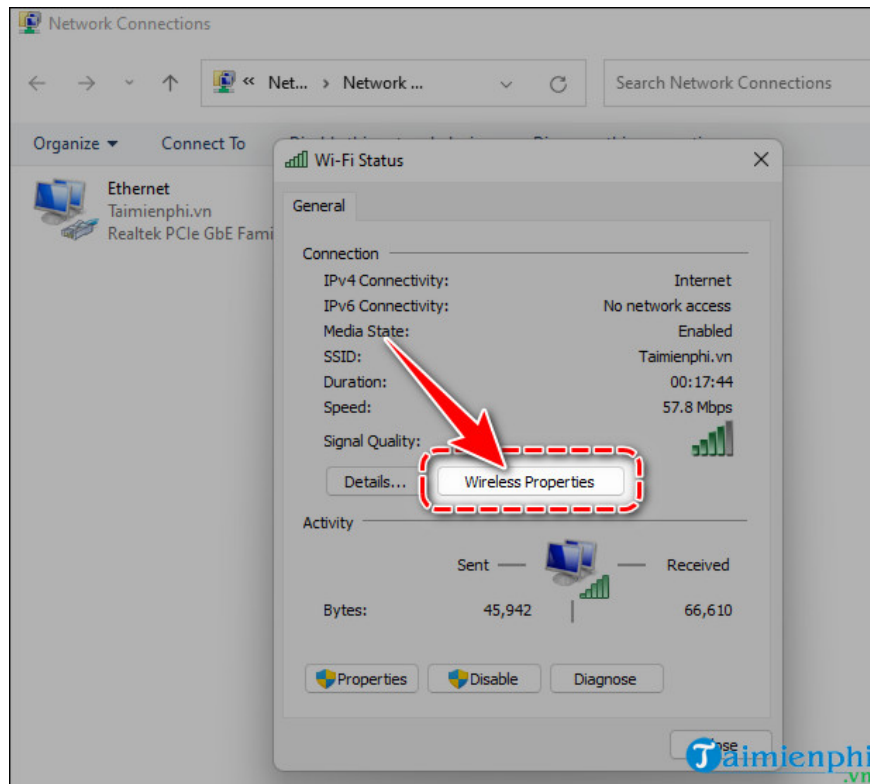 Network Connections
« Net... › Network ...
Search Network Connections
Organize
Connect To
Wi-Fi Status
Ethernet
Taimienphi.vn
Realtek PCIe GbE Fami
General
Connection
IPv4 Connectivity: Internet
IPv6 Connectivity: No network access
Media State: Enabled
SSID: Taimienphi.vn
Duration: 00:17:44
Speed: 57.8 Mbps
Signal Quality:
Details... Wireless Properties
Activity
Sent Received
Bytes: 45,942 66,610
Properties Disable Diagnose
Taimienphi
.vn